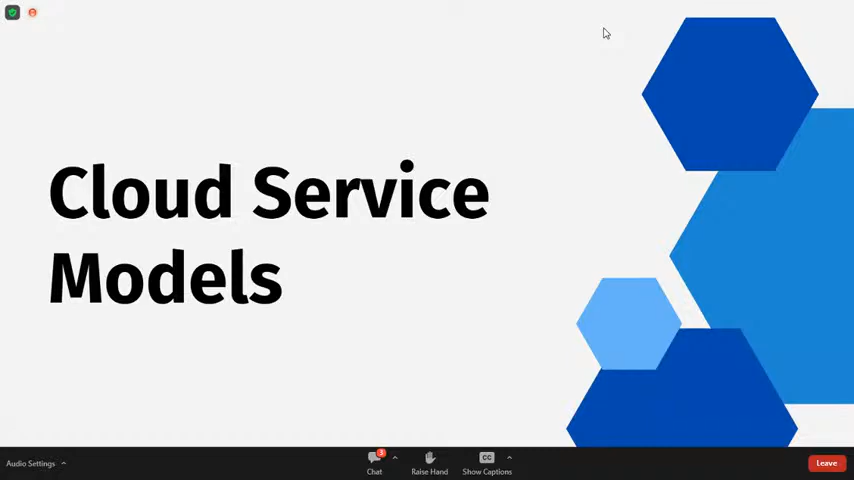 Cloud Service
Models
Audio Settings
3
Chat
Raise Hand
CC
Show Captions
Leave